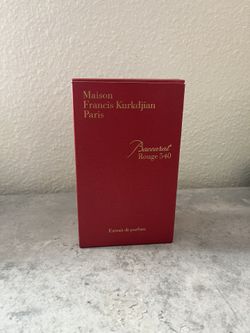 Maison
Francis Kurkdjian
Paris
Baccarat
Rouge 540
Extrait de parfum